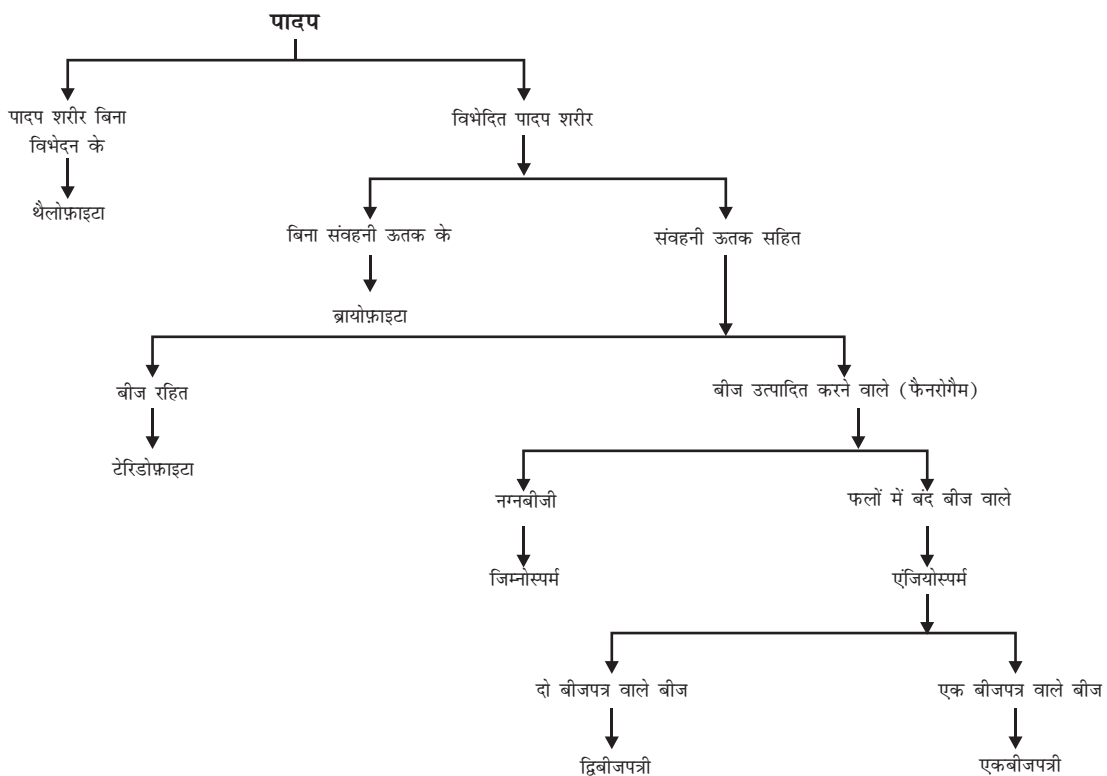 पादप
पादप शरीर बिना
विभेदन के
विभेदित पादप शरीर
थैलोफ़ाइटा
बिना संवहनी ऊतक के
संवहनी ऊतक सहित
ब्रायोफ़ाइटा
बीज रहित
बीज उत्पादित करने वाले (फैनरोगैम)
टेरिडोफ़ाइटा
नग्नबीजी
फलों में बंद बीज वाले
जिम्नोस्पर्म
एंजियोस्पर्म
दो बीजपत्र वाले बीज
एक बीजपत्र वाले बीज
द्विबीजपत्री
एकबीजपत्री